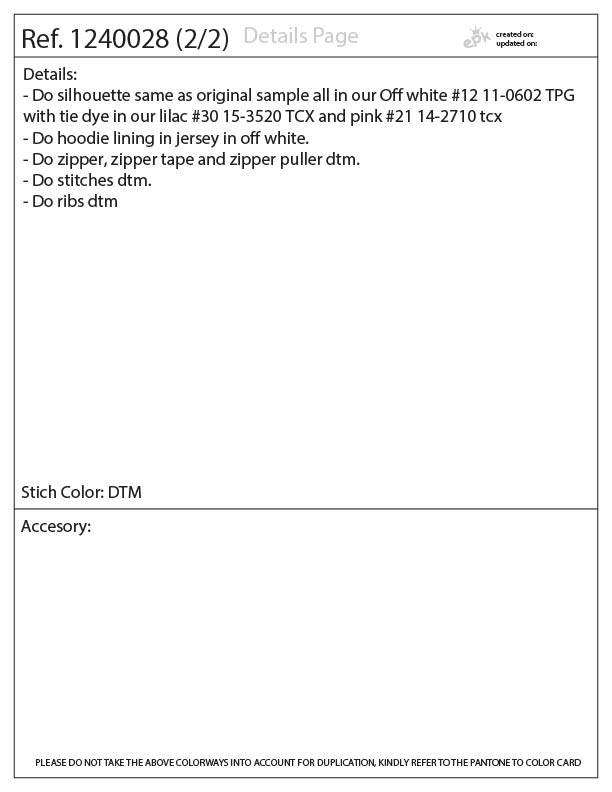 Ref. 1240028 (2/2) Details Page
epk created on:
updated on:
Details:
- Do silhouette same as original sample all in our Off white #12 11-0602 TPG
with tie dye in our lilac #30 15-3520 TCX and pink #21 14-2710 tcx
- Do hoodie lining in jersey in off white.
- Do zipper, zipper tape and zipper puller dtm.
- Do stitches dtm.
- Do ribs dtm
Stich Color: DTM
Accesory:
PLEASE DO NOT TAKE THE ABOVE COLORWAYS INTO ACCOUNT FOR DUPLICATION, KINDLY REFER TO THE PANTONE TO COLOR CARD